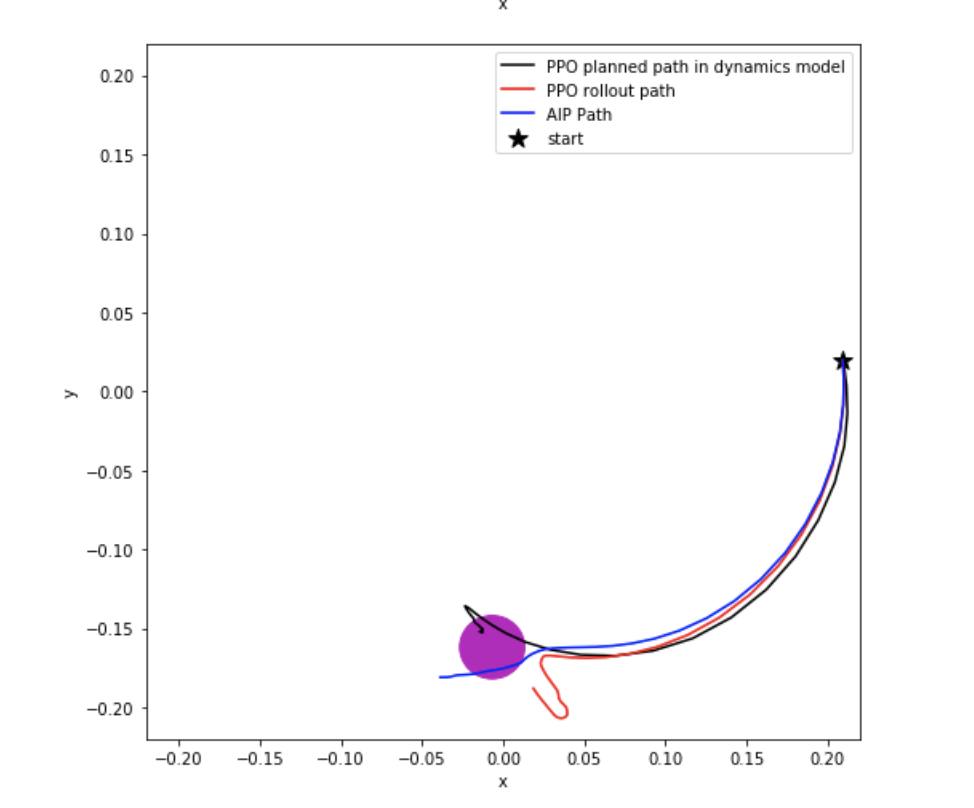 x
0.20
0.15
0.10
0.05
0.00
−0.05
−0.10
−0.15
−0.20
y
PPO planned path in dynamics model
PPO rollout path
AIP Path
start
−0.20 −0.15 −0.10 −0.05 0.00 0.05 0.10 0.15 0.20
x